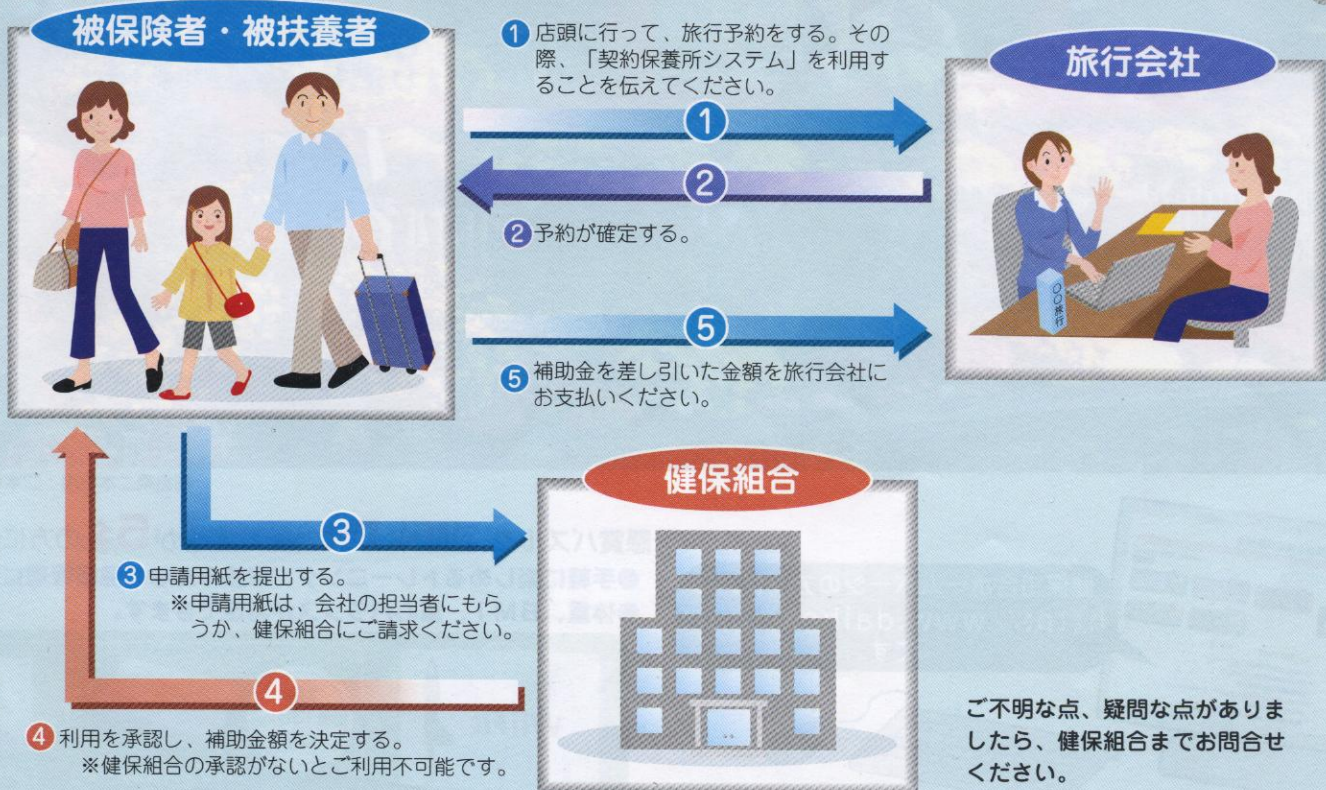 被保険者・被扶養者
❶店頭に行って、旅行予約をする。その
際、「契約保養所システム」を利用す
ることを伝えてください。
旅行会社
1
2
❷予約が確定する。
〇〇旅行
5
❺補助金を差し引いた金額を旅行会社に
お支払いください。
健保組合
3
❸申請用紙を提出する。
※申請用紙は、会社の担当者にもら
うか、健保組合にご請求ください。
4
❹利用を承認し、補助金額を決定する。
※健保組合の承認がないとご利用不可能です。
ご不明な点、疑問な点がありま
したら、健保組合までお問合せ
ください。